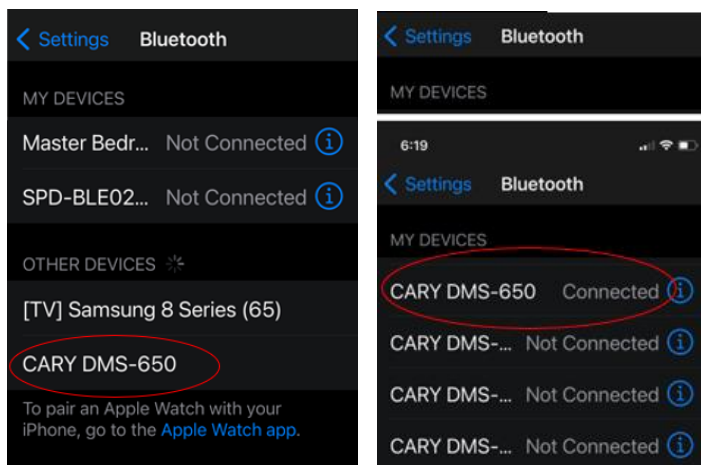 Settings Bluetooth
MY DEVICES
Master Bedr... Not Connected
SPD-BLE02... Not Connected
OTHER DEVICES
[TV] Samsung 8 Series (65)
CARY DMS-650
To pair an Apple Watch with your
iPhone, go to the Apple Watch app.
Settings Bluetooth
MY DEVICES
6:19
Settings Bluetooth
MY DEVICES
CARY DMS-650 Connected
CARY DMS-... Not Connected
CARY DMS-... Not Connected
CARY DMS-... Not Connected